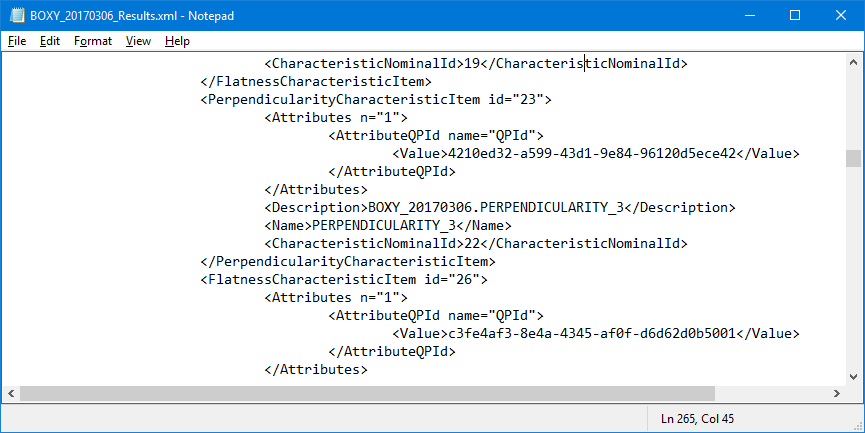 BOXY_20170306_Results.xml - Notepad
File Edit Format View Help
<CharacteristicNominalId>19</CharacteristicNominalId>
</FlatnessCharacteristicItem>
<PerpendicularityCharacteristicItem id="23">
<Attributes n="1">
<AttributeQPId name="QPId">
<Value>4210ed32-a599-43d1-9e84-96120d5ece42</Value>
</AttributeQPId>
</Attributes>
<Description>BOXY_20170306.PERPENDICULARITY_3</Description>
<Name>PERPENDICULARITY_3</Name>
<CharacteristicNominalId>22</CharacteristicNominalId>
</PerpendicularityCharacteristicItem>
<FlatnessCharacteristicItem id="26">
<Attributes n="1">
<AttributeQPId name="QPId">
<Value>c3fe4af3-8e4a-4345-af0f-d6d62d0b5001</Value>
</AttributeQPId>
</Attributes>
Ln 265, Col 45